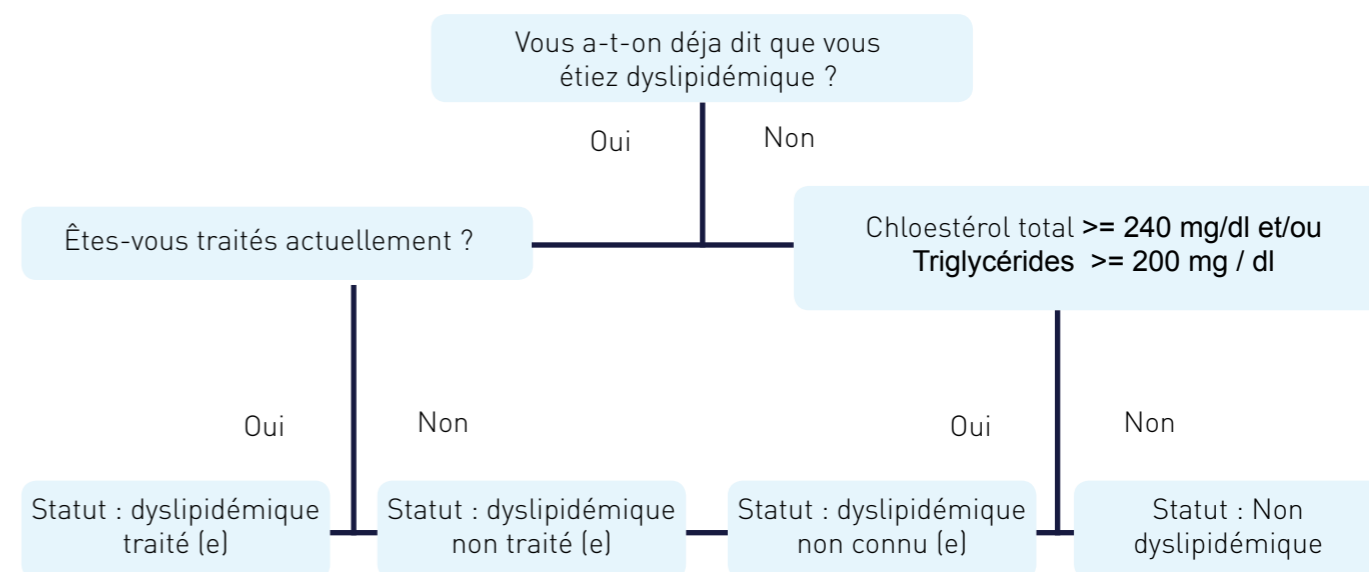 Vous a-t-on déja dit que vous
étiez dyslipidémique ?
Oui
Non
Êtes-vous traités actuellement ?
Chloestérol total >= 240 mg/dl et/ou
Triglycérides >= 200 mg / dl
Oui
Non
Oui
Non
Statut : dyslipidémique
traité (e)
Statut : dyslipidémique
non traité (e)
Statut : dyslipidémique
non connu (e)
Statut : Non
dyslipidémique